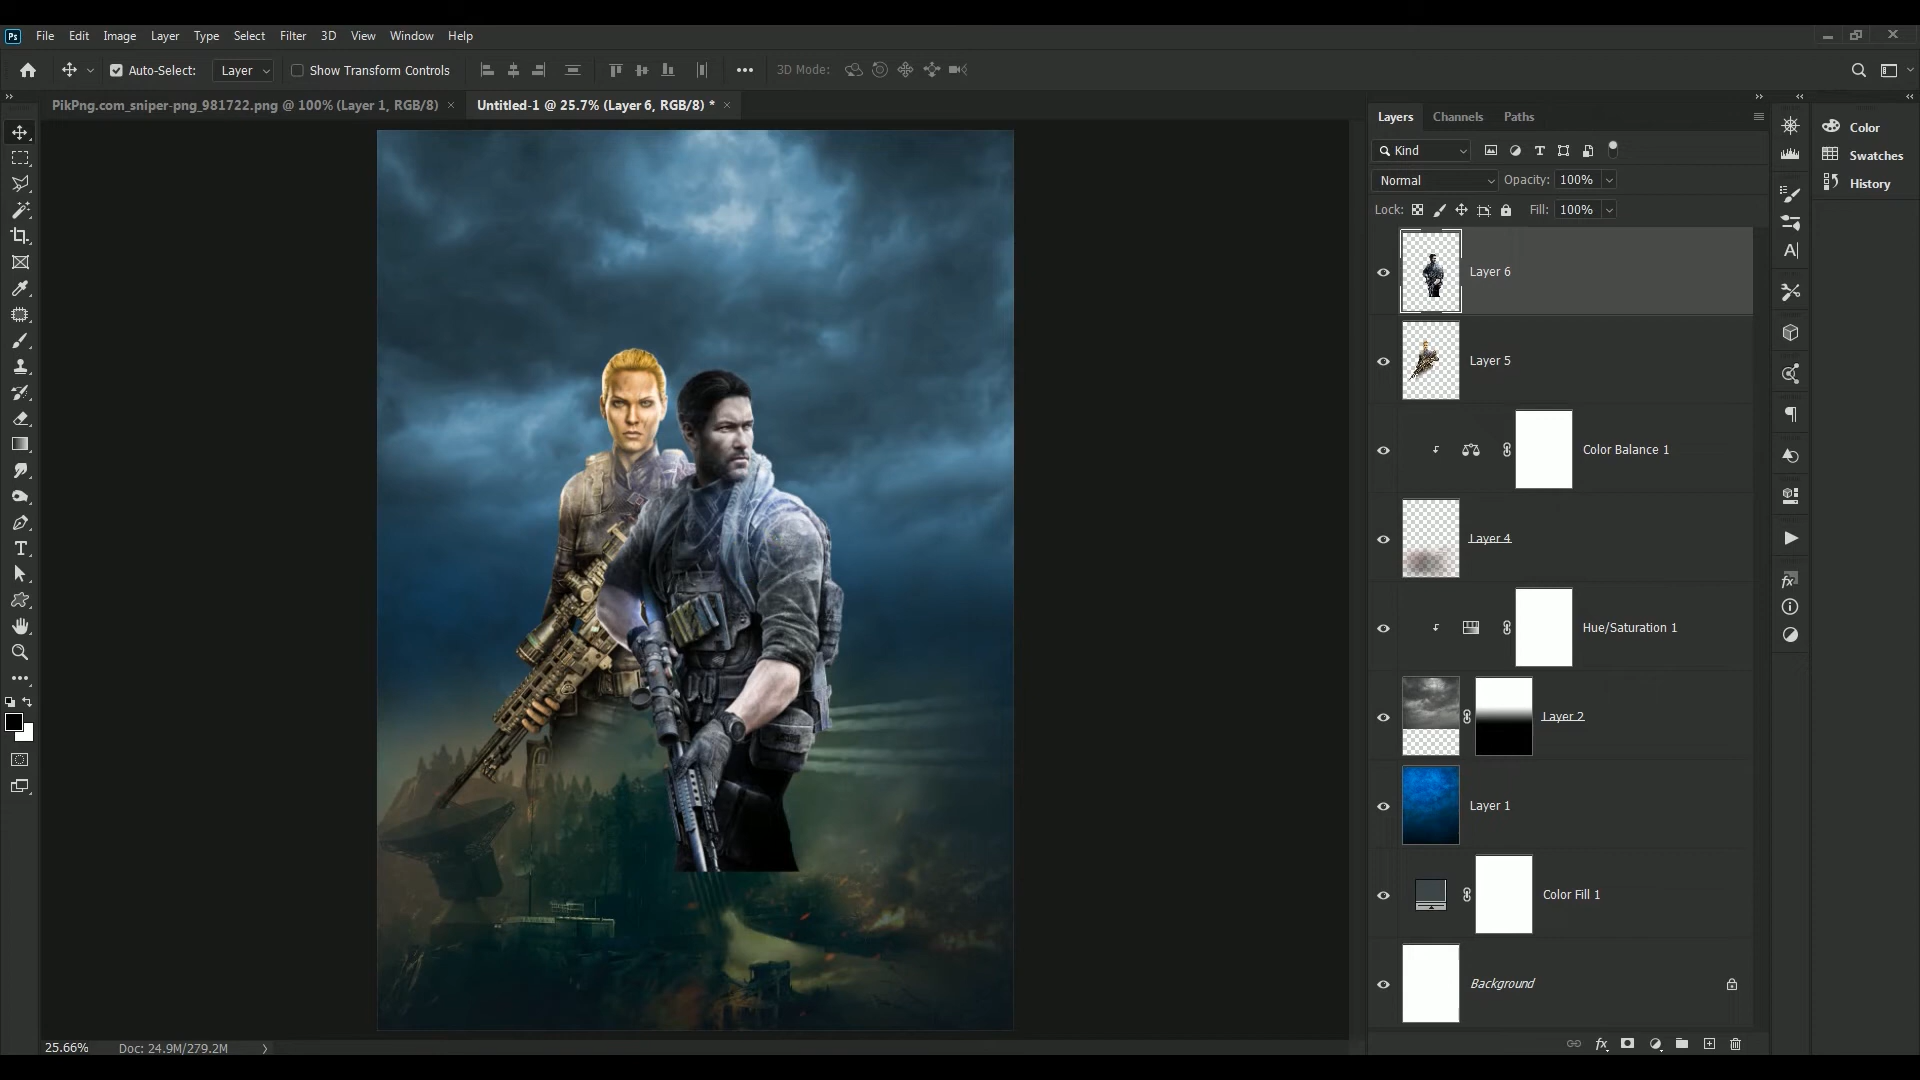 Ps File Edit Image Layer Type Select Filter 3D View Window Help
Auto-Select: Layer Show Transform Controls 3D Mode:
PikPng.com_sniper-png_981722.png @ 100% (Layer 1, RGB/8) × Untitled-1 @ 25.7% (Layer 6, RGB/8) * ×
Layers Channels Paths
Color
Swatches
History
Kind
Normal Opacity: 100%
Lock: Fill: 100%
Layer 6
Layer 5
Color Balance 1
Layer 4
Hue/Saturation 1
Layer 2
Layer 1
Color Fill 1
Background
25.66% Doc: 24.9M/279.2M